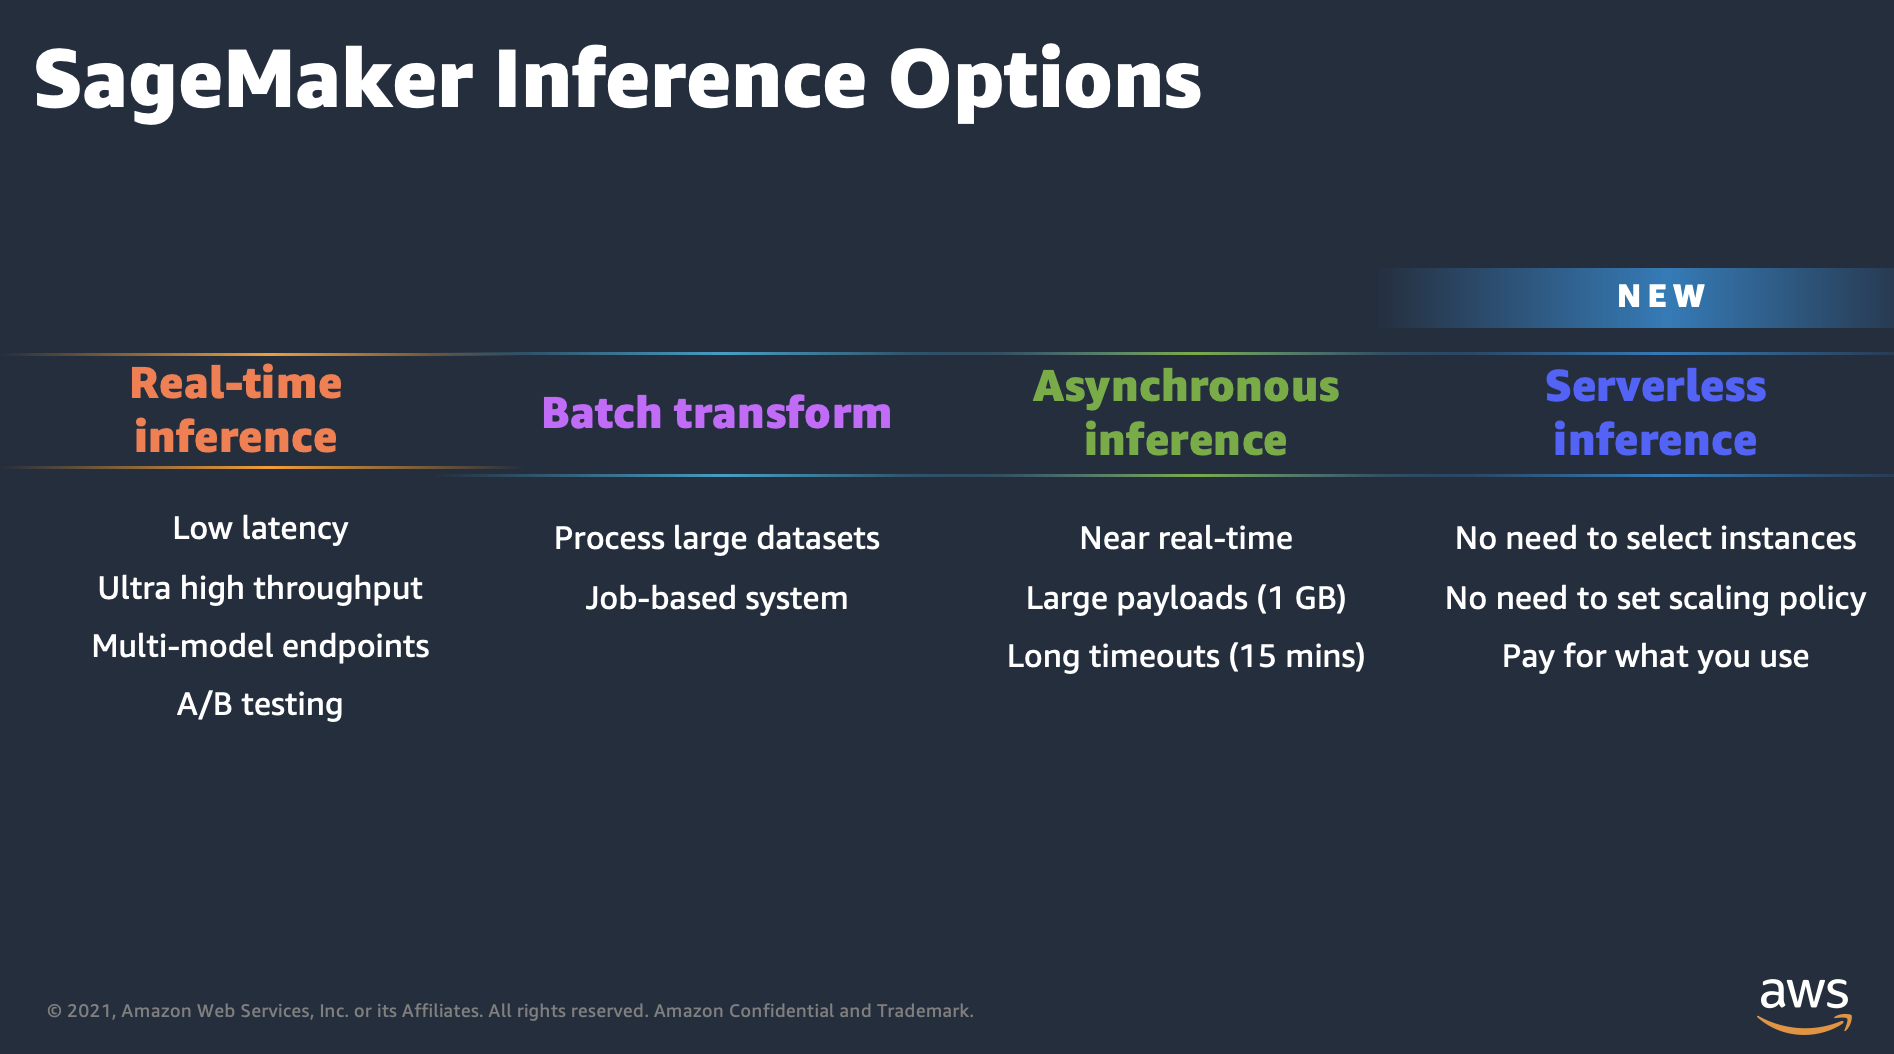 SageMaker Inference Options
NEW
Real-time
inference
Low latency
Ultra high throughput
Multi-model endpoints
A/B testing
Batch transform
Process large datasets
Job-based system
Asynchronous
inference
Near real-time
Large payloads (1 GB)
Long timeouts (15 mins)
Serverless
inference
No need to select instances
No need to set scaling policy
Pay for what you use
© 2021, Amazon Web Services, Inc. or its Affiliates. All rights reserved. Amazon Confidential and Trademark.
aws